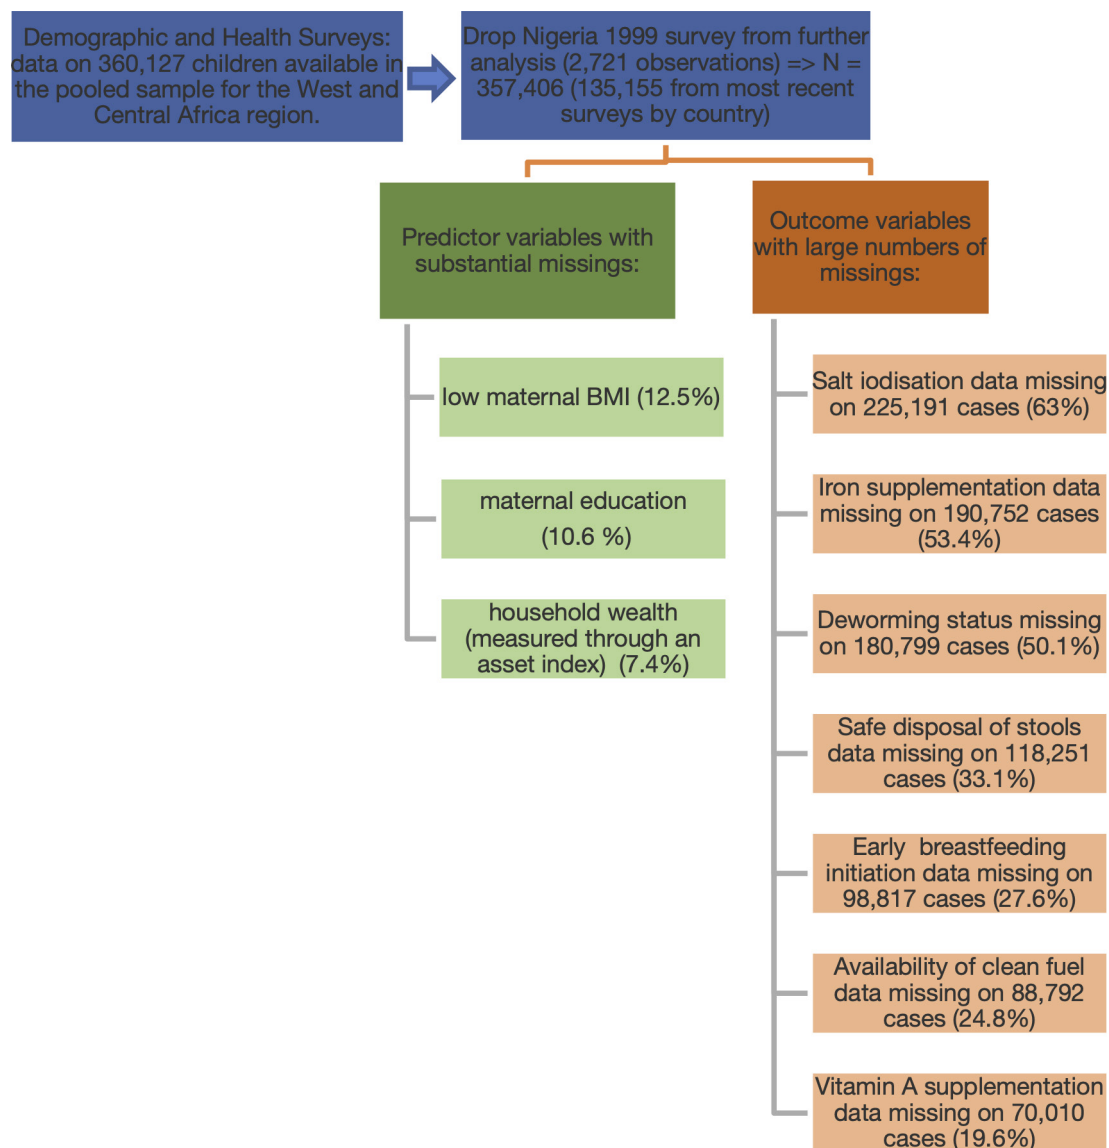 Demographic and Health Surveys:
data on 360,127 children available in
the pooled sample for the West and
Central Africa region.
Drop Nigeria 1999 survey from further
analysis (2,721 observations) => N =
357,406 (135,155 from most recent
surveys by country)
Predictor variables with
substantial missings:
low maternal BMI (12.5%)
maternal education
(10.6 %)
household wealth
(measured through an
asset index) (7.4%)
Outcome variables
with large numbers of
missings:
Salt iodisation data missing
on 225,191 cases (63%)
Iron supplementation data
missing on 190,752 cases
(53.4%)
Deworming status missing
on 180,799 cases (50.1%)
Safe disposal of stools
data missing on 118,251
cases (33.1%)
Early breastfeeding
initiation data missing on
98,817 cases (27.6%)
Availability of clean fuel
data missing on 88,792
cases (24.8%)
Vitamin A supplementation
data missing on 70,010
cases (19.6%)